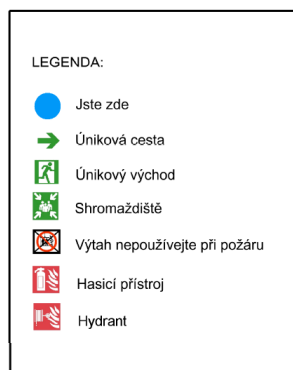 LEGENDA:
Jste zde
Úniková cesta
Únikový východ
Shromaždiště
Výtah nepoužívejte při požáru
Hasicí přístroj
Hydrant